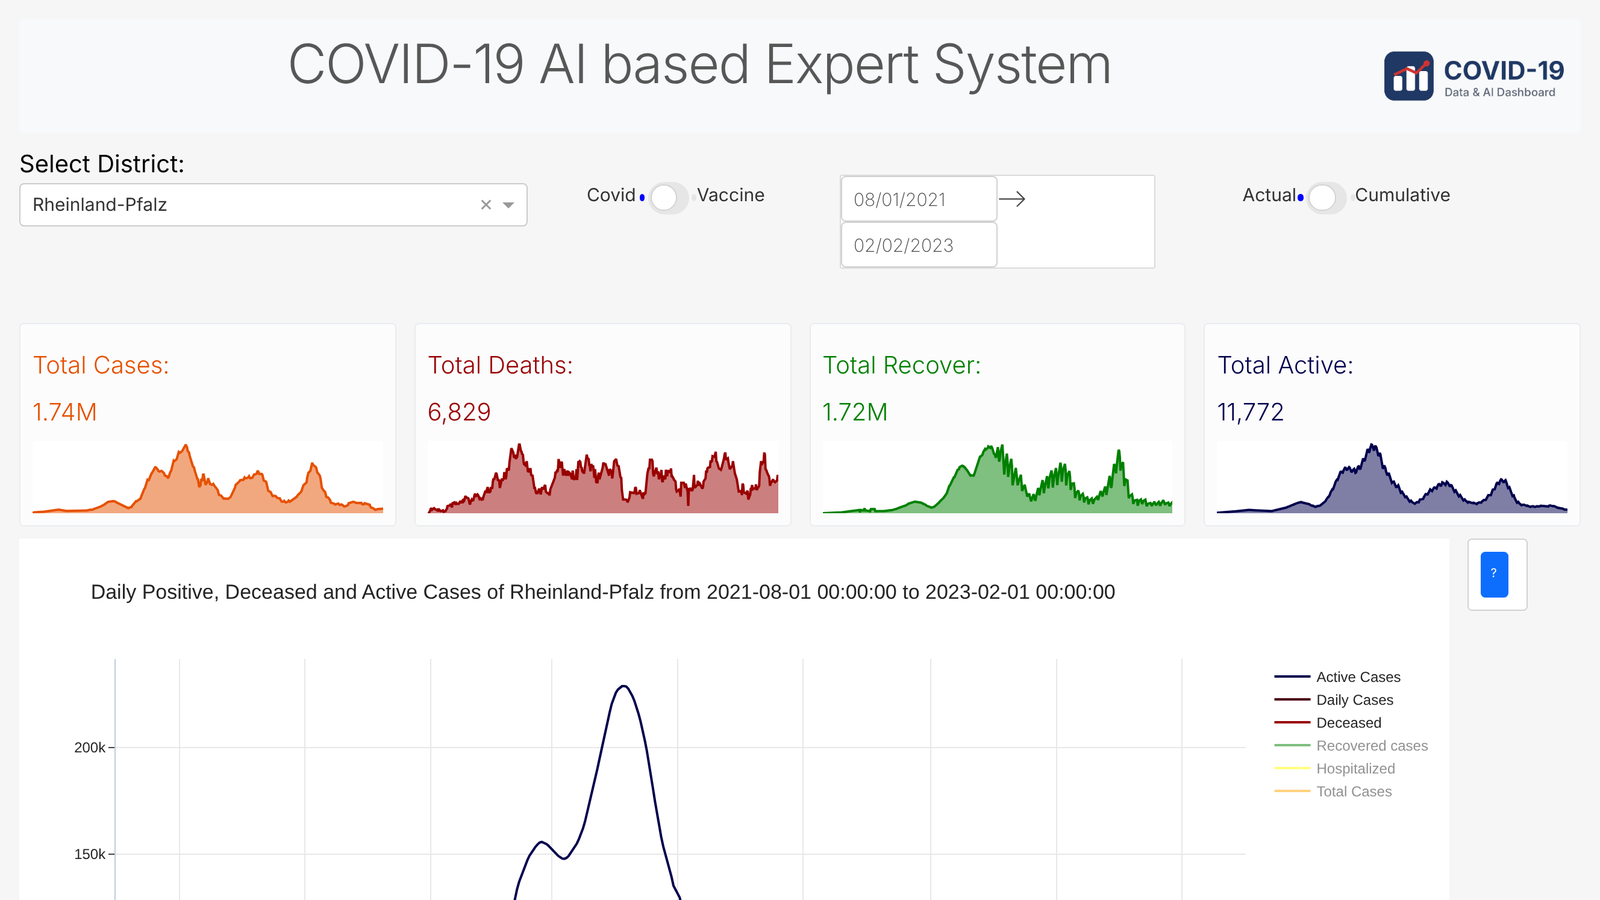 COVID-19 AI based Expert System
COVID-19
Data & AI Dashboard
Select District:
Rheinland-Pfalz
Covid
Vaccine
08/01/2021
02/02/2023
Actual
Cumulative
Total Cases:
1.74M
Total Deaths:
6,829
Total Recover:
1.72M
Total Active:
11,772
Daily Positive, Deceased and Active Cases of Rheinland-Pfalz from 2021-08-01 00:00:00 to 2023-02-01 00:00:00
?
200k
150k
Active Cases
Daily Cases
Deceased
Recovered cases
Hospitalized
Total Cases